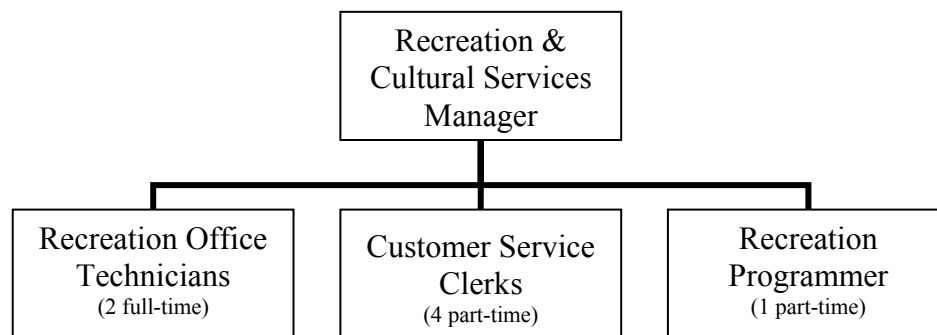 Recreation &
Cultural Services
Manager
Recreation Office
Technicians
(2 full-time)
Customer Service
Clerks
(4 part-time)
Recreation
Programmer
(1 part-time)